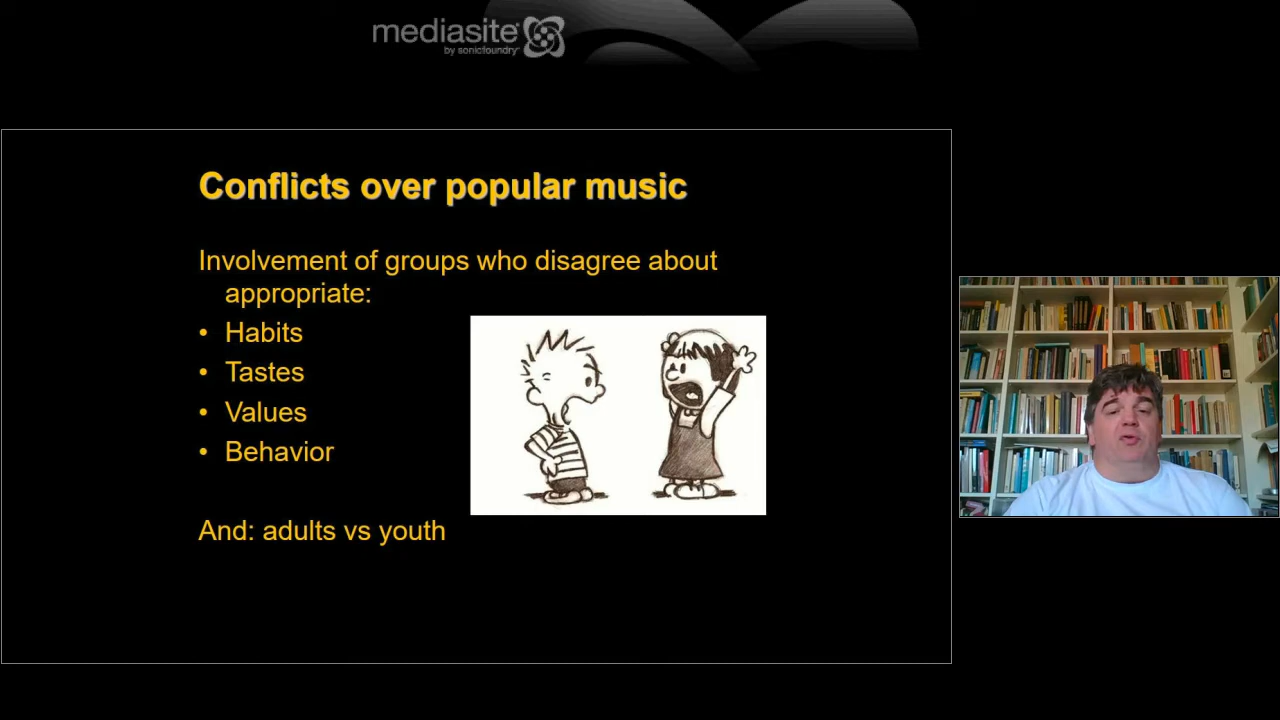 mediasite
by sonicfoundry
Conflicts over popular music
Involvement of groups who disagree about
appropriate:
• Habits
• Tastes
• Values
• Behavior
And: adults vs youth